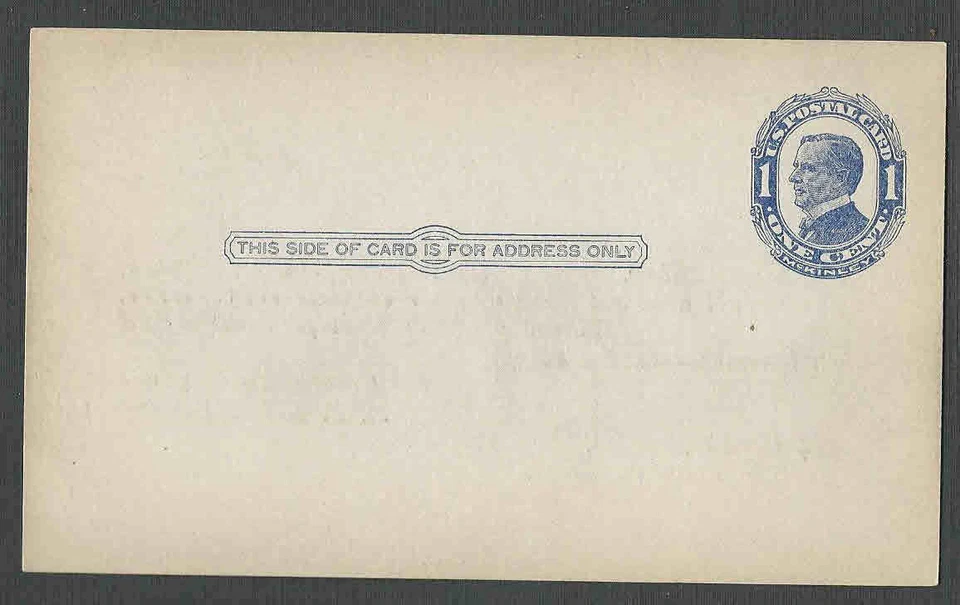 U.S. POSTAL CARD
1 1
ONE CENT
McKINLEY
THIS SIDE OF CARD IS FOR ADDRESS ONLY